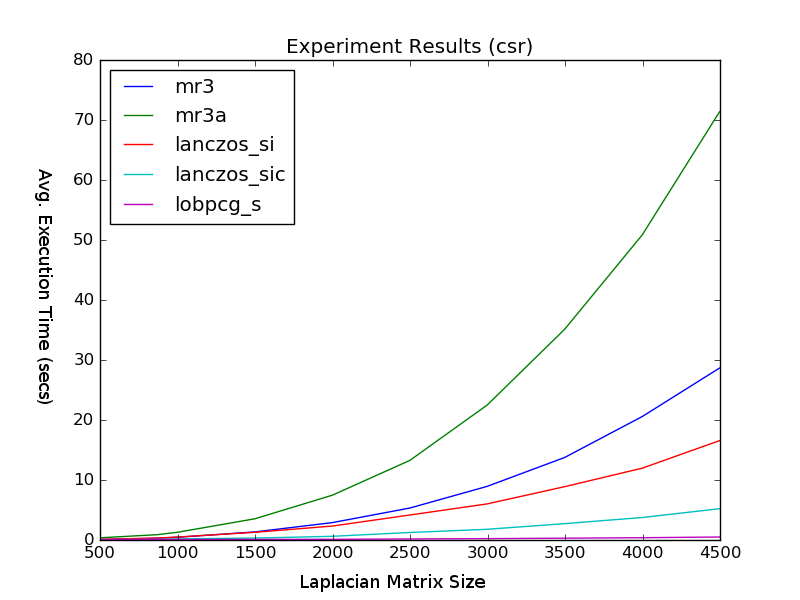 Experiment Results (csr)
80
70
60
50
40
30
20
10
0
mr3
mr3a
lanczos_si
lanczos_sic
lobpcg_s
Avg. Execution Time (secs)
500 1000 1500 2000 2500 3000 3500 4000 4500
Laplacian Matrix Size